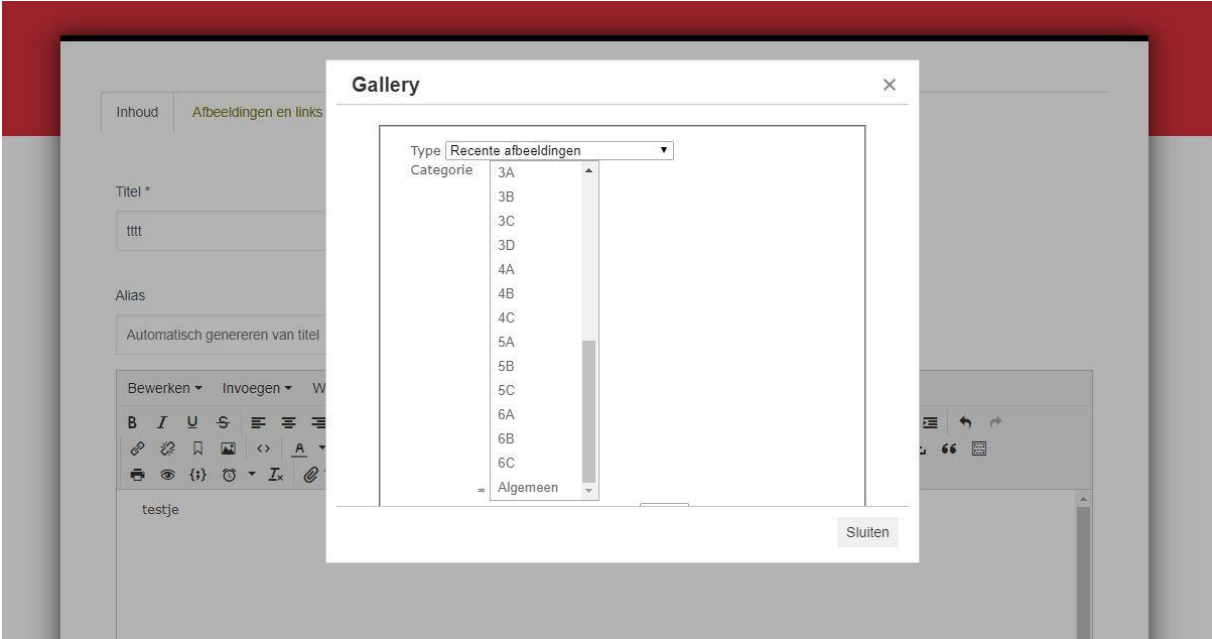 Gallery ×
Inhoud Afbeeldingen en links
Type Recente afbeeldingen
Categorie
3A
3B
3C
3D
4A
4B
4C
5A
5B
5C
6A
6B
6C
Algemeen
Titel *
tttt
Alias
Automatisch genereren van titel
Bewerken Invoegen W
testje
Sluiten